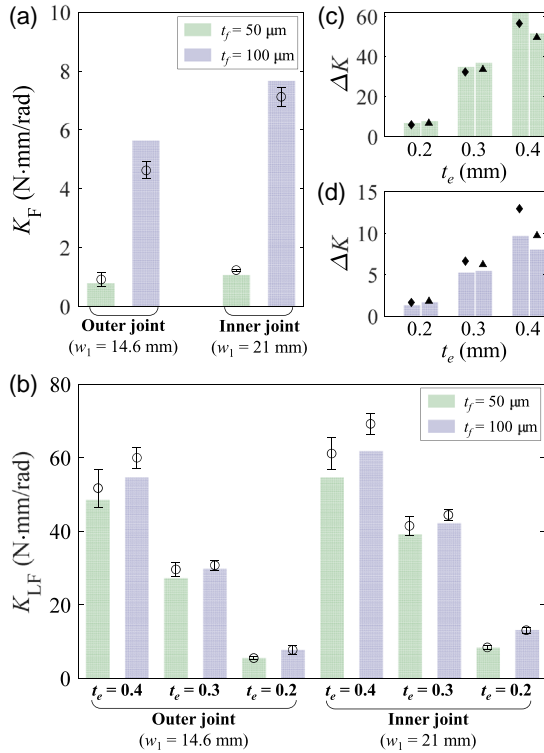 (a)
t_f = 50 μm
t_f = 100 μm
8
6
4
2
0
K_F (N·mm/rad)
Outer joint
(w_1 = 14.6 mm)
Inner joint
(w_1 = 21 mm)
(c)
60
40
20
0
ΔK
0.2 0.3 0.4
t_e (mm)
(d)
15
10
5
0
ΔK
0.2 0.3 0.4
t_e (mm)
(b)
80
60
40
20
0
K_LF (N·mm/rad)
t_f = 50 μm
t_f = 100 μm
t_e = 0.4 t_e = 0.3 t_e = 0.2 t_e = 0.4 t_e = 0.3 t_e = 0.2
Outer joint
(w_1 = 14.6 mm)
Inner joint
(w_1 = 21 mm)